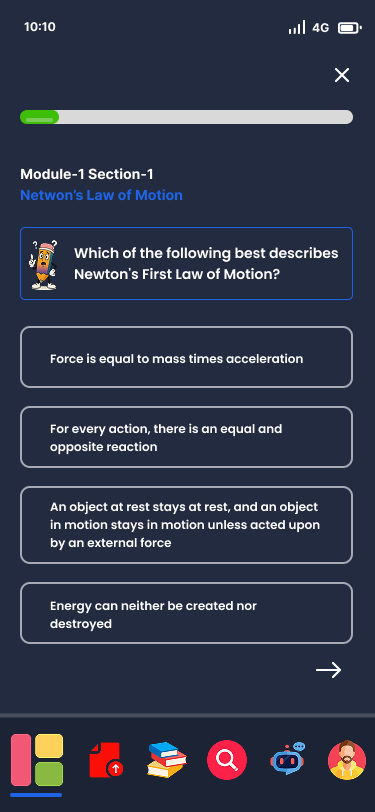 10:10
4G
Module-1 Section-1
Netwon's Law of Motion
? ?
Which of the following best describes
Newton's First Law of Motion?
Force is equal to mass times acceleration
For every action, there is an equal and
opposite reaction
An object at rest stays at rest, and an object
in motion stays in motion unless acted upon
by an external force
Energy can neither be created nor
destroyed